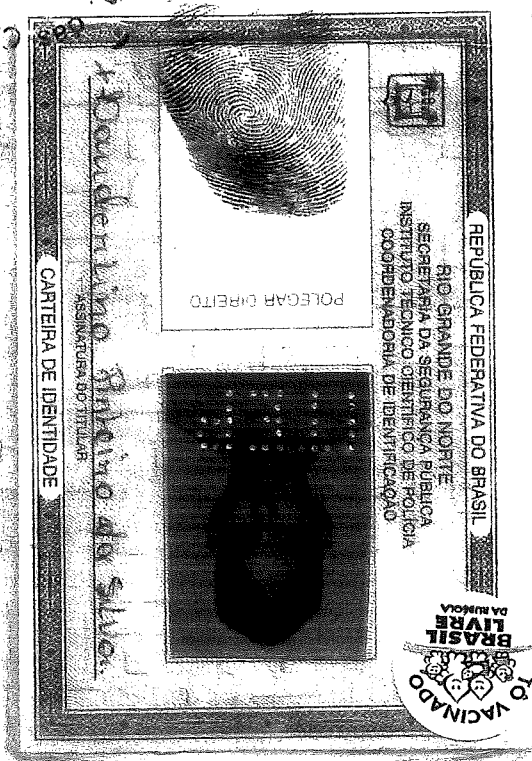 REPÚBLICA FEDERATIVA DO BRASIL
RIO GRANDE DO NORTE
SECRETARIA DA SEGURANÇA PÚBLICA
INSTITUTO TÉCNICO CIENTÍFICO DE POLÍCIA
COORDENADORIA DE IDENTIFICAÇÃO
POLEGAR DIREITO
TÔ VACINADO
BRASIL
LIVRE
DA RUBÉOLA
Pinheiro da Silva
ASSINATURA DO TITULAR
CARTEIRA DE IDENTIDADE